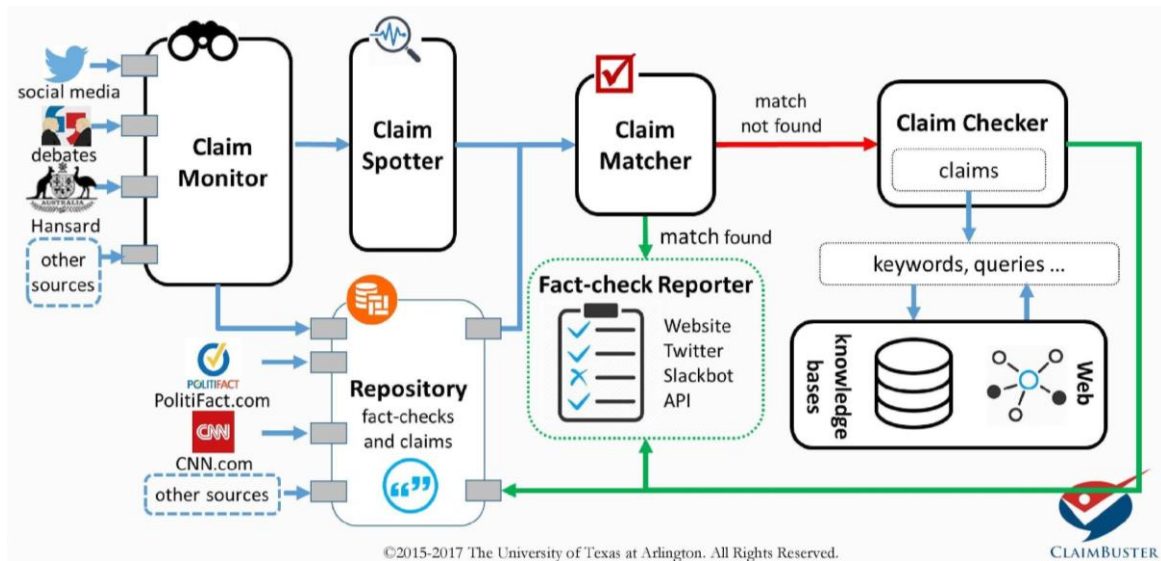 social media
debates
AUSTRALIA
Hansard
other
sources
Claim
Monitor
Claim
Spotter
Claim
Matcher
match
not found
Claim Checker
claims
match found
keywords, queries ...
knowledge
bases
Web
Fact-check Reporter
Website
Twitter
Slackbot
API
POLITIFACT
PolitiFact.com
CNN
CNN.com
other sources
Repository
fact-checks
and claims
©2015-2017 The University of Texas at Arlington. All Rights Reserved.
CLAIMBUSTER